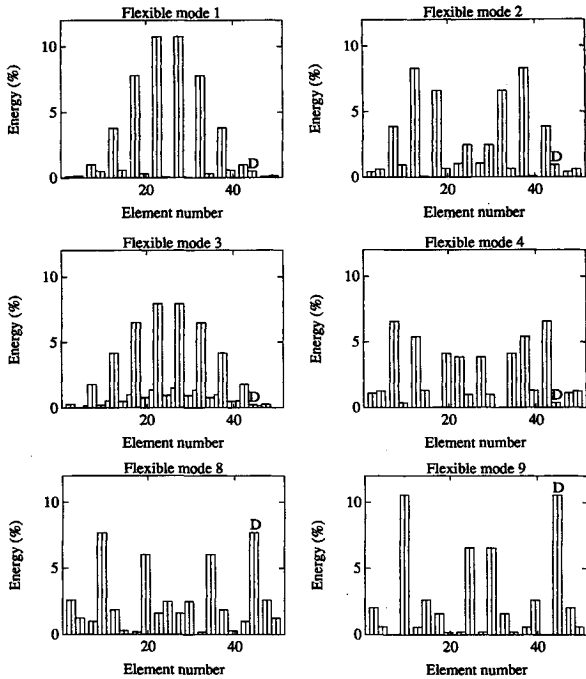 Flexible mode 1
Flexible mode 2
10
5
0
Energy (%)
D
20
40
Element number
10
5
0
Energy (%)
D
20
40
Element number
Flexible mode 3
Flexible mode 4
10
5
0
Energy (%)
D
20
40
Element number
10
5
0
Energy (%)
D
20
40
Element number
Flexible mode 8
Flexible mode 9
10
5
0
Energy (%)
D
0
20
40
Element number
10
5
0
Energy (%)
D
0
20
40
Element number